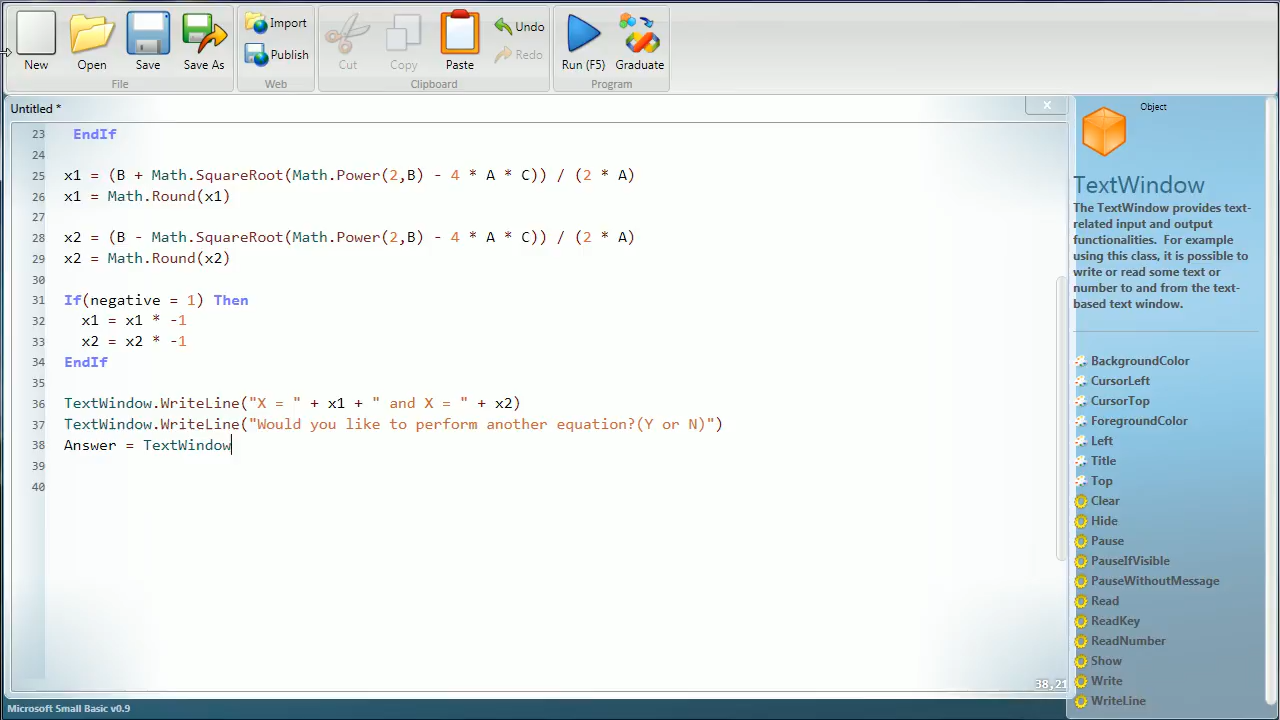 New
Open
Save
Save As
File
Import
Publish
Web
Cut
Copy
Paste
Undo
Redo
Clipboard
Run (F5)
Graduate
Program
Untitled *
23 EndIf
24
25 x1 = (B + Math.SquareRoot(Math.Power(2,B) - 4 * A * C)) / (2 * A)
26 x1 = Math.Round(x1)
27
28 x2 = (B - Math.SquareRoot(Math.Power(2,B) - 4 * A * C)) / (2 * A)
29 x2 = Math.Round(x2)
30
31 If(negative = 1) Then
32 x1 = x1 * -1
33 x2 = x2 * -1
34 EndIf
35
36 TextWindow.WriteLine("X = " + x1 + " and X = " + x2)
37 TextWindow.WriteLine("Would you like to perform another equation?(Y or N)")
38 Answer = TextWindow
39
40
38,21
Object
TextWindow
The TextWindow provides text-
related input and output
functionalities. For example
using this class, it is possible to
write or read some text or
number to and from the text-
based text window.
BackgroundColor
CursorLeft
CursorTop
ForegroundColor
Left
Title
Top
Clear
Hide
Pause
PauseIfVisible
PauseWithoutMessage
Read
ReadKey
ReadNumber
Show
Write
WriteLine
Microsoft Small Basic v0.9